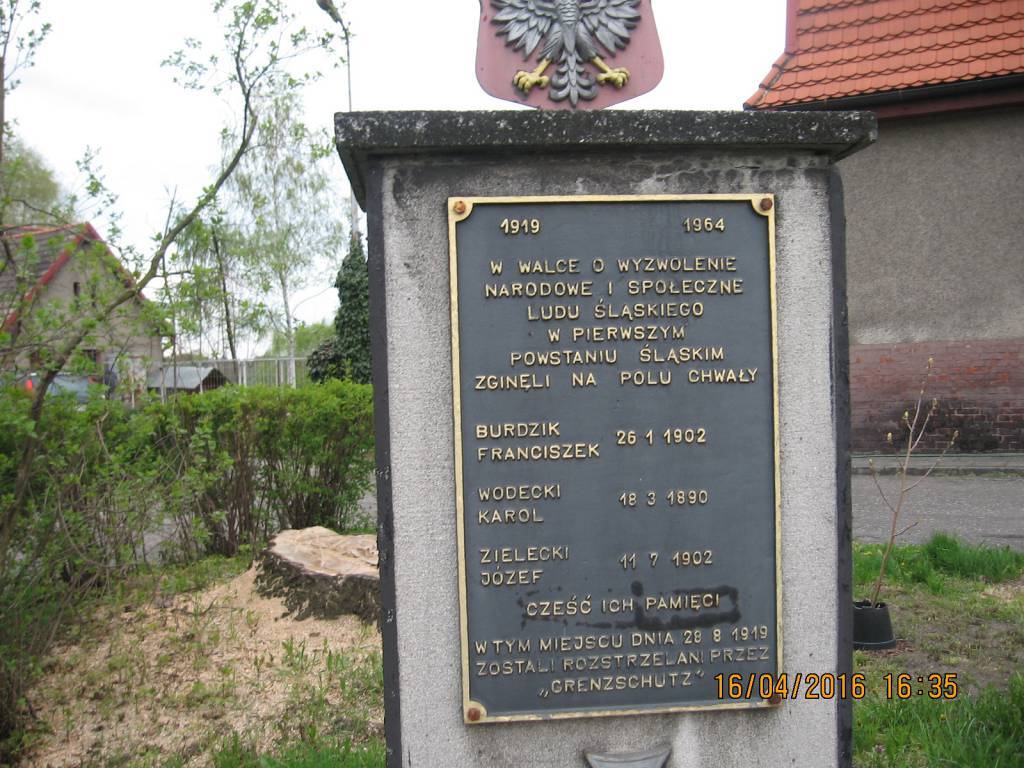 1919 1964
W WALCE O WYZWOLENIE
NARODOWE I SPOŁECZNE
LUDU ŚLĄSKIEGO
W PIERWSZYM
POWSTANIU ŚLĄSKIM
ZGINĘLI NA POLU CHWAŁY
BURDZIK
FRANCISZEK 26 1 1902
WODECKI
KAROL 18 3 1890
ZIELECKI
JÓZEF 11 7 1902
CZEŚĆ ICH PAMIĘCI
W TYM MIEJSCU DNIA 28 8 1919
ZOSTALI ROZSTRZELANI PRZEZ
„GRENZSCHUTZ”
16/04/2016 16:35